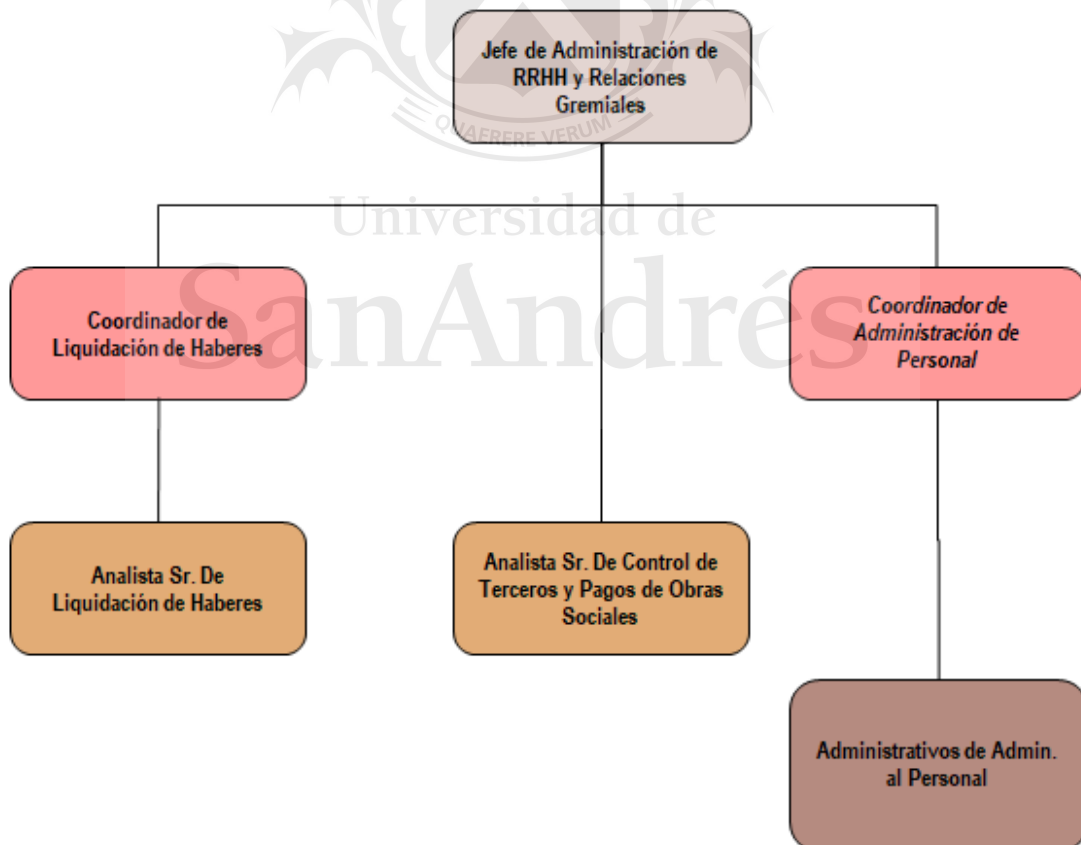 Jefe de Administración de
RRHH y Relaciones
Gremiales
QUAERERE VERUM
Universidad de
SanAndrés
Coordinador de
Liquidación de Haberes
Coordinador de
Administración de
Personal
Analista Sr. De
Liquidación de Haberes
Analista Sr. De Control de
Terceros y Pagos de Obras
Sociales
Administrativos de Admin.
al Personal